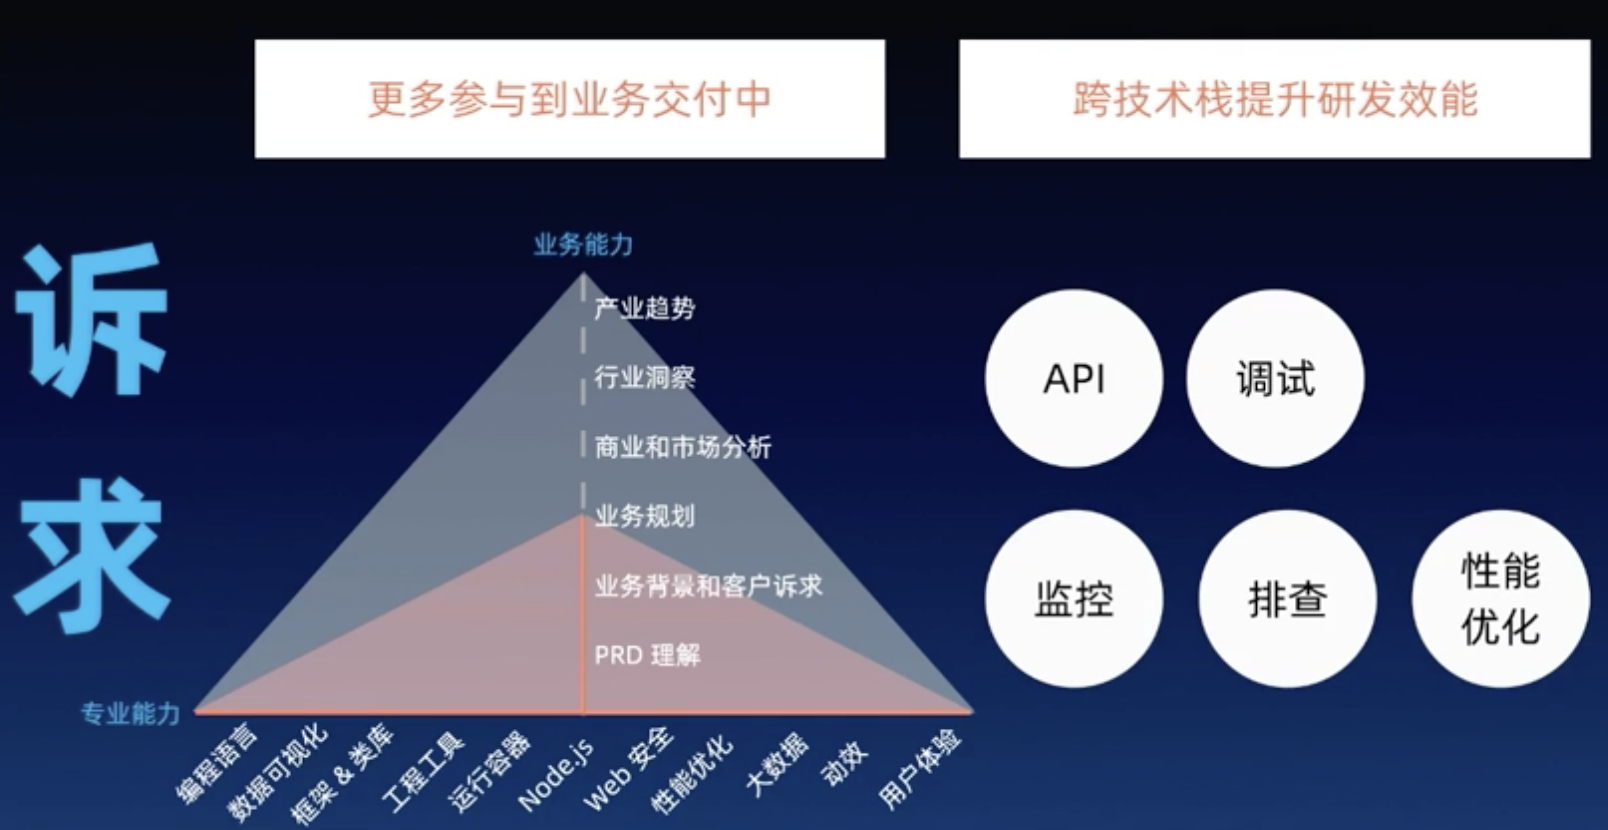 更多参与到业务交付中
跨技术栈提升研发效能
诉
求
业务能力
产业趋势
行业洞察
商业和市场分析
业务规划
业务背景和客户诉求
PRD 理解
专业能力
编程语言
数据可视化
框架 & 类库
工程工具
运行容器
Node.js
Web 安全
性能优化
大数据
动效
用户体验
API
调试
监控
排查
性能
优化